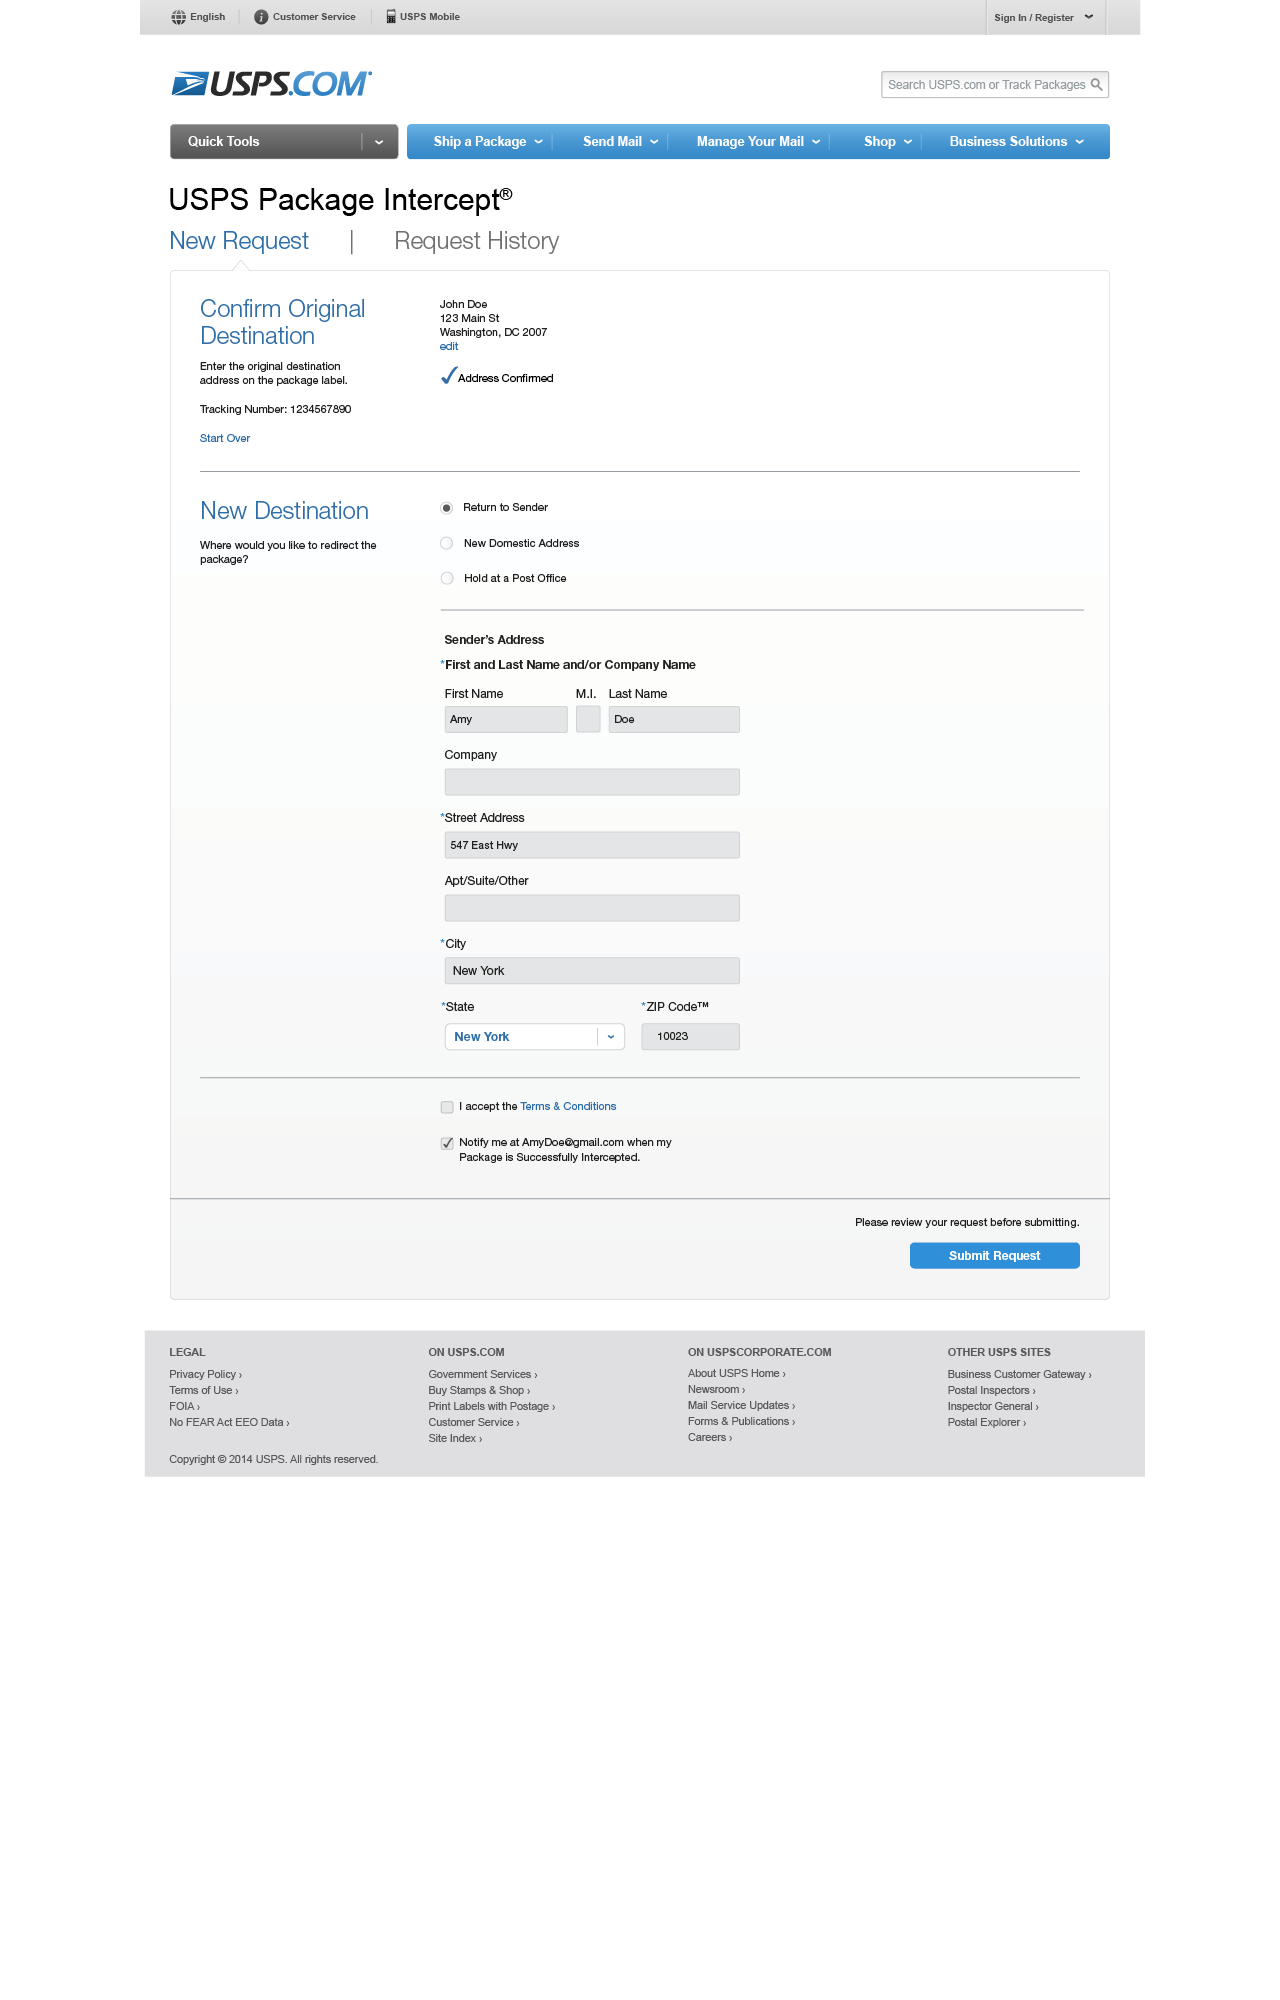 English
Customer Service
USPS Mobile
Sign In / Register
USPS.COM®
Search USPS.com or Track Packages
Quick Tools
Ship a Package
Send Mail
Manage Your Mail
Shop
Business Solutions
USPS Package Intercept®
New Request | Request History
Confirm Original
Destination
Enter the original destination
address on the package label.
Tracking Number: 1234567890
Start Over
John Doe
123 Main St
Washington, DC 2007
edit
Address Confirmed
New Destination
Where would you like to redirect the
package?
Return to Sender
New Domestic Address
Hold at a Post Office
Sender's Address
*First and Last Name and/or Company Name
First Name M.I. Last Name
Amy Doe
Company
*Street Address
547 East Hwy
Apt/Suite/Other
*City
New York
*State *ZIP Code™
New York 10023
I accept the Terms & Conditions
Notify me at AmyDoe@gmail.com when my
Package is Successfully Intercepted.
Please review your request before submitting.
Submit Request
LEGAL
Privacy Policy ›
Terms of Use ›
FOIA ›
No FEAR Act EEO Data ›
ON USPS.COM
Government Services ›
Buy Stamps & Shop ›
Print Labels with Postage ›
Customer Service ›
Site Index ›
ON USPSCORPORATE.COM
About USPS Home ›
Newsroom ›
Mail Service Updates ›
Forms & Publications ›
Careers ›
OTHER USPS SITES
Business Customer Gateway ›
Postal Inspectors ›
Inspector General ›
Postal Explorer ›
Copyright © 2014 USPS. All rights reserved.